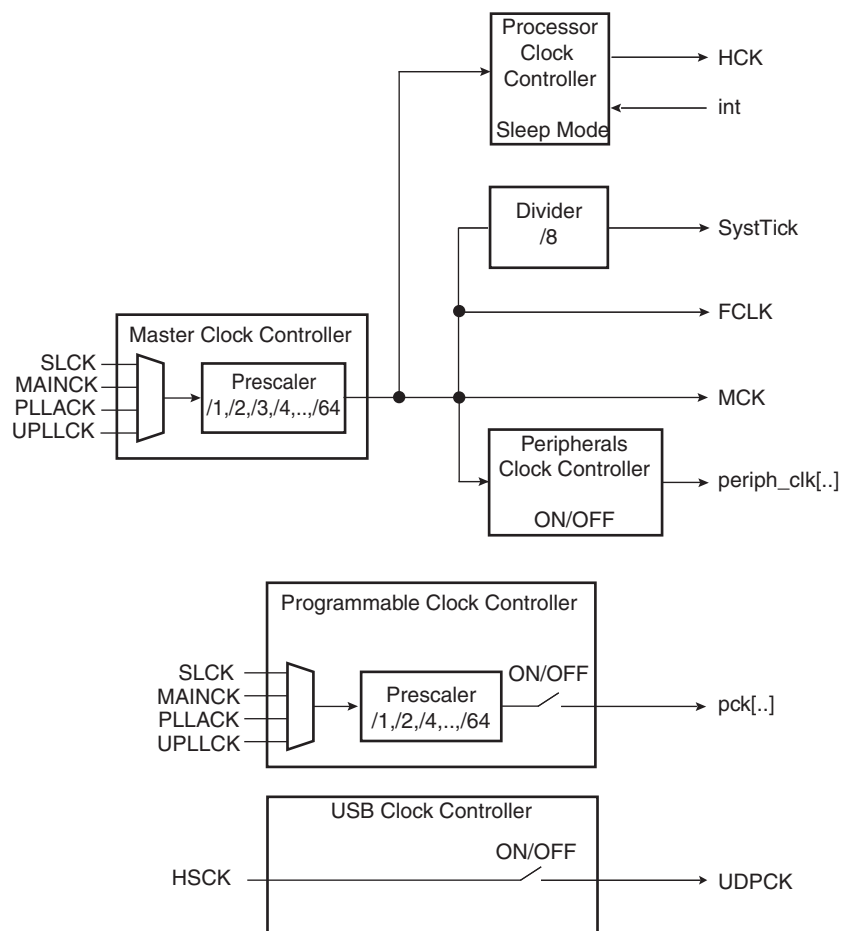 Processor
Clock
Controller
Sleep Mode
HCK
int
Divider
/8
SystTick
FCLK
Master Clock Controller
SLCK
MAINCK
PLLACK
UPLLCK
Prescaler
/1,/2,/3,/4,..,/64
MCK
Peripherals
Clock Controller
ON/OFF
periph_clk[..]
Programmable Clock Controller
SLCK
MAINCK
PLLACK
UPLLCK
Prescaler
/1,/2,/4,..,/64
ON/OFF
pck[..]
USB Clock Controller
HSCK
ON/OFF
UDPCK